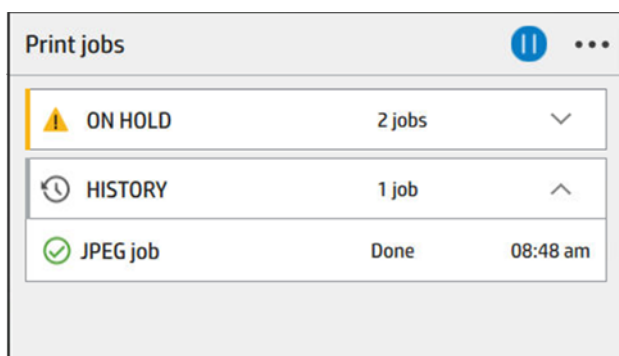 Print jobs
ON HOLD 2 jobs
HISTORY 1 job
JPEG job Done 08:48 am